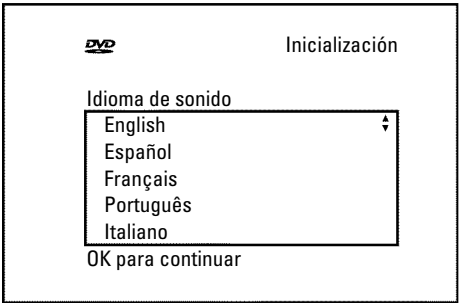 DVD Inicialización
Idioma de sonido
English
Español
Français
Português
Italiano
OK para continuar